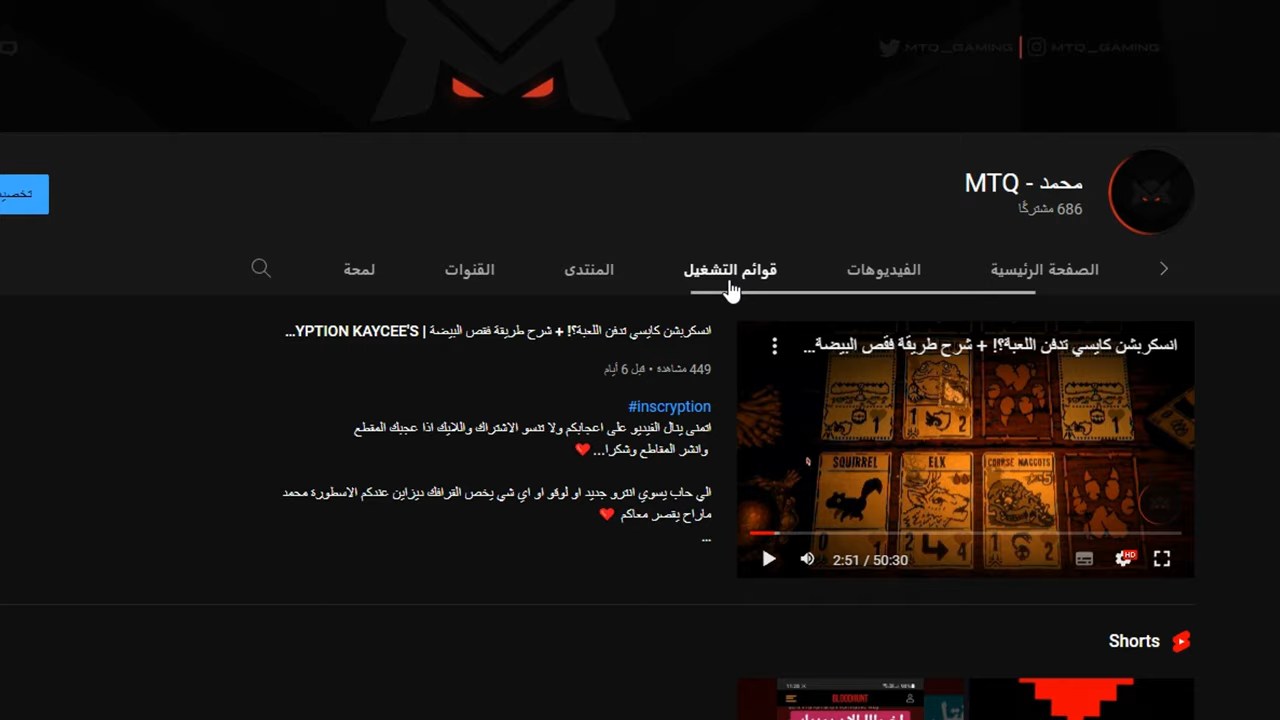 MTQ_GAMING | MTQ_GAMING
محمد - MTQ
686 مشتركًا
الصفحة الرئيسية
الفيديوهات
قوائم التشغيل
المنتدى
القنوات
لمحة
انسكربشن كايسي تدفن اللعبة؟! + شرح طريقة فقص البيضة...
SQUIRREL
ELK
CORPSE MAGGOTS
2:51 / 50:30
HD
انسكربشن كايسي تدفن اللعبة؟! + شرح طريقة فقص البيضة | YPTION KAYCEE'S...
449 مشاهدة • قبل 6 أيام
#inscryption
اتمنى ينال الفيديو على اعجابكم ولا تنسو الاشتراك واللايك اذا عجبك المقطع
وانشر المقاطع وشكرا...❤
الي حاب يسوي انترو جديد او لوقو او اي شي يخص القرافك ديزاين عندكم الاسطورة محمد
ماراح يقصر معاكم ❤
...
Shorts
BLOODHUNT